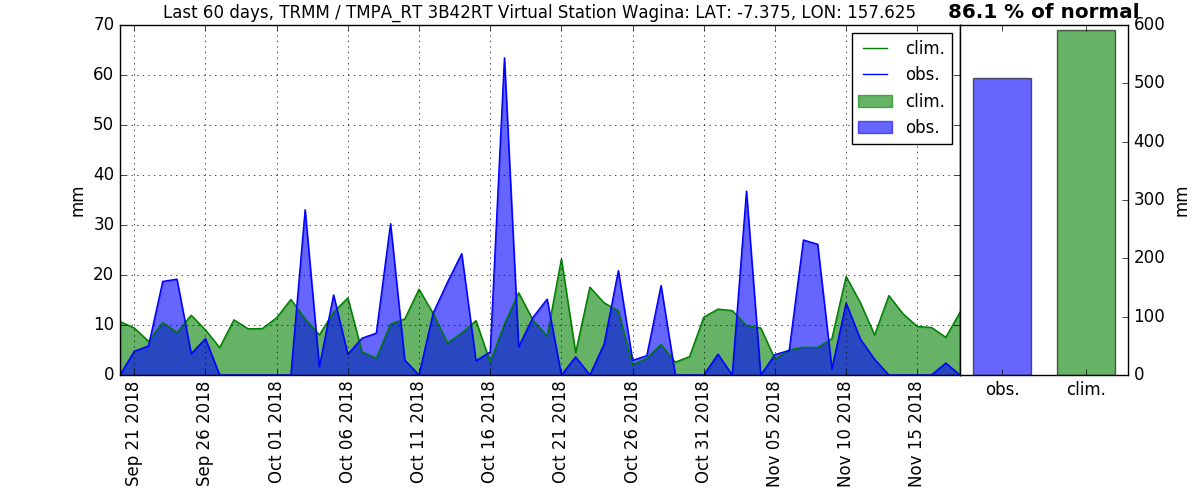 Last 60 days, TRMM / TMPA_RT 3B42RT Virtual Station Wagina: LAT: -7.375, LON: 157.625
86.1 % of normal
70
60
50
40
30
20
10
0
mm
clim.
obs.
clim.
obs.
600
500
400
300
200
100
0
mm
obs.
clim.
Sep 21 2018
Sep 26 2018
Oct 01 2018
Oct 06 2018
Oct 11 2018
Oct 16 2018
Oct 21 2018
Oct 26 2018
Oct 31 2018
Nov 05 2018
Nov 10 2018
Nov 15 2018